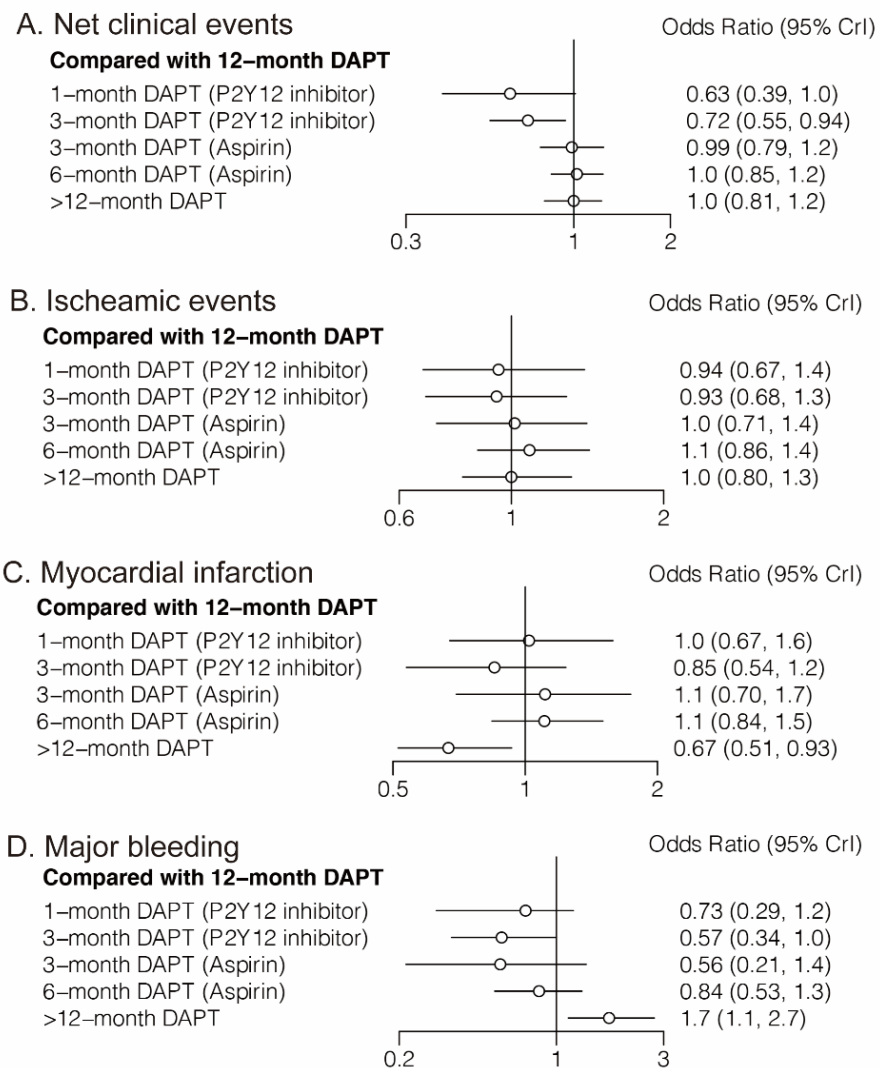 A. Net clinical events Odds Ratio (95% CrI)
Compared with 12–month DAPT
1–month DAPT (P2Y12 inhibitor) 0.63 (0.39, 1.0)
3–month DAPT (P2Y12 inhibitor) 0.72 (0.55, 0.94)
3–month DAPT (Aspirin) 0.99 (0.79, 1.2)
6–month DAPT (Aspirin) 1.0 (0.85, 1.2)
>12–month DAPT 1.0 (0.81, 1.2)
0.3 1 2
B. Ischeamic events Odds Ratio (95% CrI)
Compared with 12–month DAPT
1–month DAPT (P2Y12 inhibitor) 0.94 (0.67, 1.4)
3–month DAPT (P2Y12 inhibitor) 0.93 (0.68, 1.3)
3–month DAPT (Aspirin) 1.0 (0.71, 1.4)
6–month DAPT (Aspirin) 1.1 (0.86, 1.4)
>12–month DAPT 1.0 (0.80, 1.3)
0.6 1 2
C. Myocardial infarction Odds Ratio (95% CrI)
Compared with 12–month DAPT
1–month DAPT (P2Y12 inhibitor) 1.0 (0.67, 1.6)
3–month DAPT (P2Y12 inhibitor) 0.85 (0.54, 1.2)
3–month DAPT (Aspirin) 1.1 (0.70, 1.7)
6–month DAPT (Aspirin) 1.1 (0.84, 1.5)
>12–month DAPT 0.67 (0.51, 0.93)
0.5 1 2
D. Major bleeding Odds Ratio (95% CrI)
Compared with 12–month DAPT
1–month DAPT (P2Y12 inhibitor) 0.73 (0.29, 1.2)
3–month DAPT (P2Y12 inhibitor) 0.57 (0.34, 1.0)
3–month DAPT (Aspirin) 0.56 (0.21, 1.4)
6–month DAPT (Aspirin) 0.84 (0.53, 1.3)
>12–month DAPT 1.7 (1.1, 2.7)
0.2 1 3